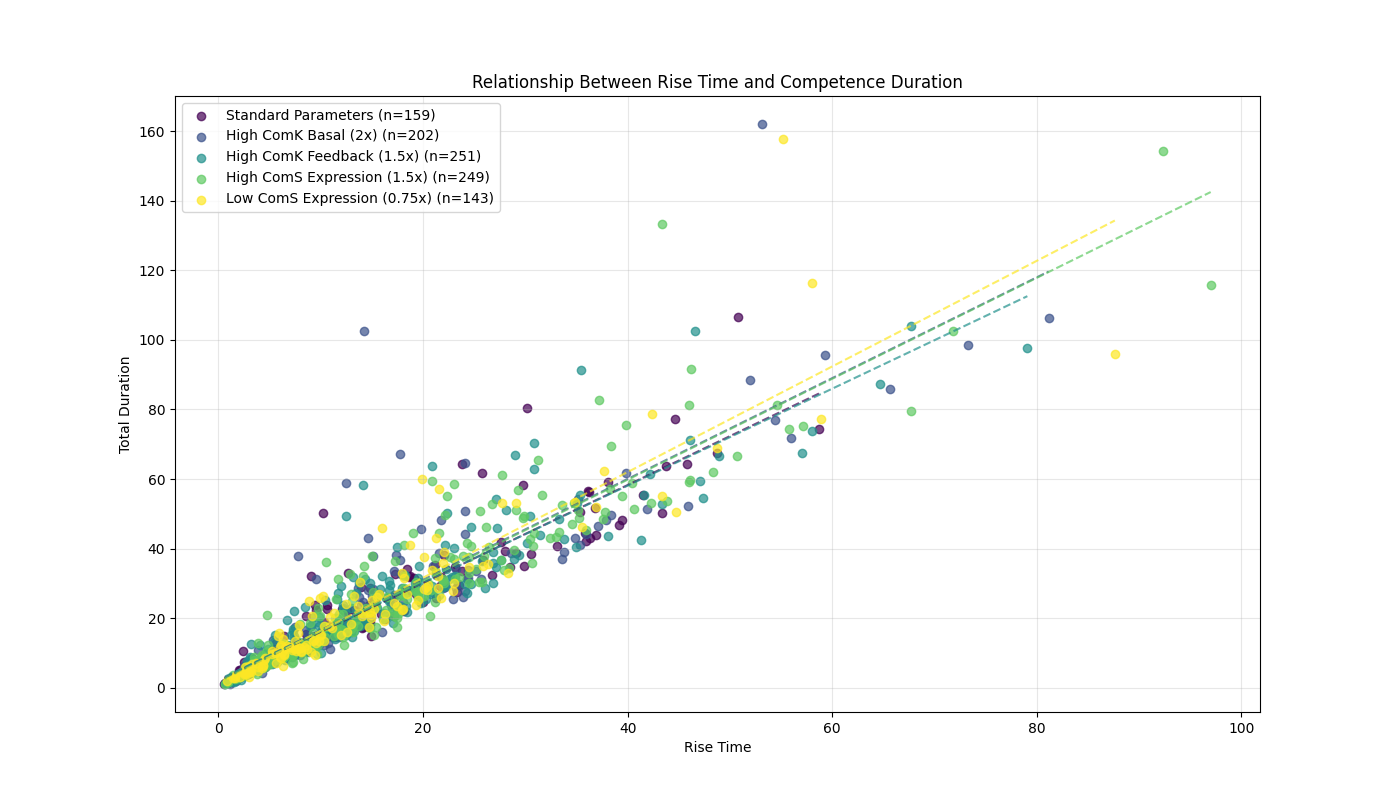 Relationship Between Rise Time and Competence Duration
Standard Parameters (n=159)
High ComK Basal (2x) (n=202)
High ComK Feedback (1.5x) (n=251)
High ComS Expression (1.5x) (n=249)
Low ComS Expression (0.75x) (n=143)
160
140
120
100
80
60
40
20
0
Total Duration
0 20 40 60 80 100
Rise Time